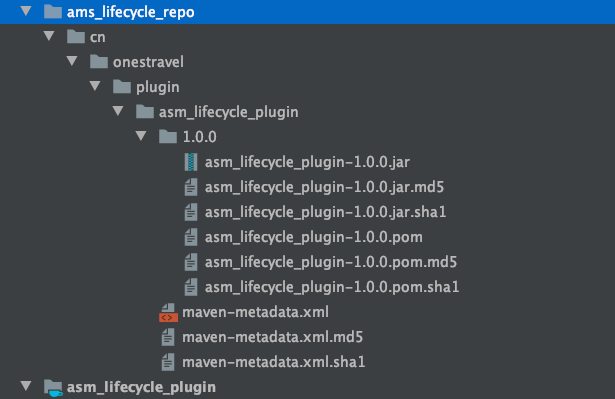 ams_lifecycle_repo
cn
onestravel
plugin
asm_lifecycle_plugin
1.0.0
asm_lifecycle_plugin-1.0.0.jar
asm_lifecycle_plugin-1.0.0.jar.md5
asm_lifecycle_plugin-1.0.0.jar.sha1
asm_lifecycle_plugin-1.0.0.pom
asm_lifecycle_plugin-1.0.0.pom.md5
asm_lifecycle_plugin-1.0.0.pom.sha1
maven-metadata.xml
maven-metadata.xml.md5
maven-metadata.xml.sha1
asm_lifecycle_plugin